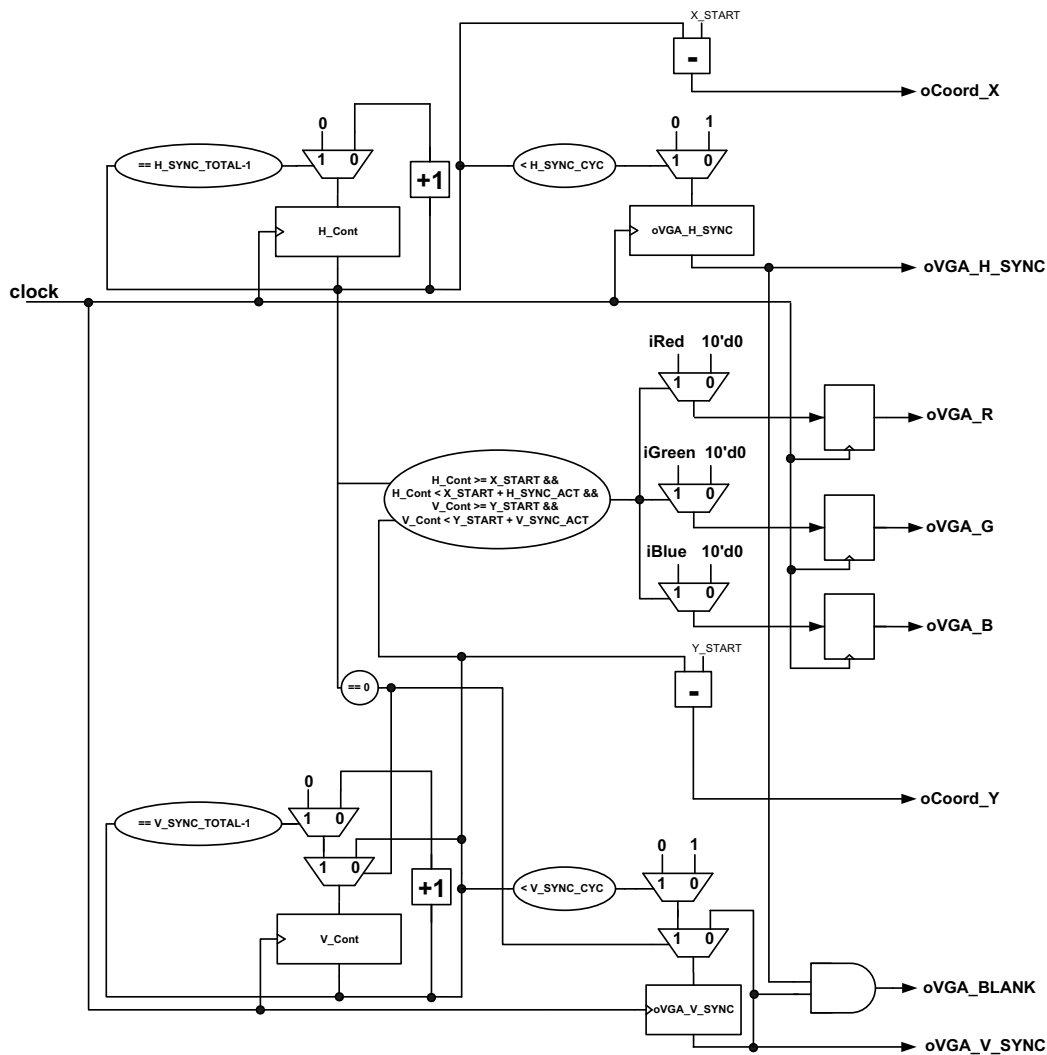 X_START
-
oCoord_X
0
0 1
== H_SYNC_TOTAL-1
1 0
+1
< H_SYNC_CYC
1 0
H_Cont
oVGA_H_SYNC
oVGA_H_SYNC
clock
iRed 10'd0
1 0
oVGA_R
iGreen 10'd0
H_Cont >= X_START &&
H_Cont < X_START + H_SYNC_ACT &&
V_Cont >= Y_START &&
V_Cont < Y_START + V_SYNC_ACT
1 0
oVGA_G
iBlue 10'd0
1 0
oVGA_B
Y_START
== 0
-
0
oCoord_Y
== V_SYNC_TOTAL-1
1 0
0 1
1 0
+1
< V_SYNC_CYC
1 0
V_Cont
1 0
oVGA_BLANK
oVGA_V_SYNC
oVGA_V_SYNC